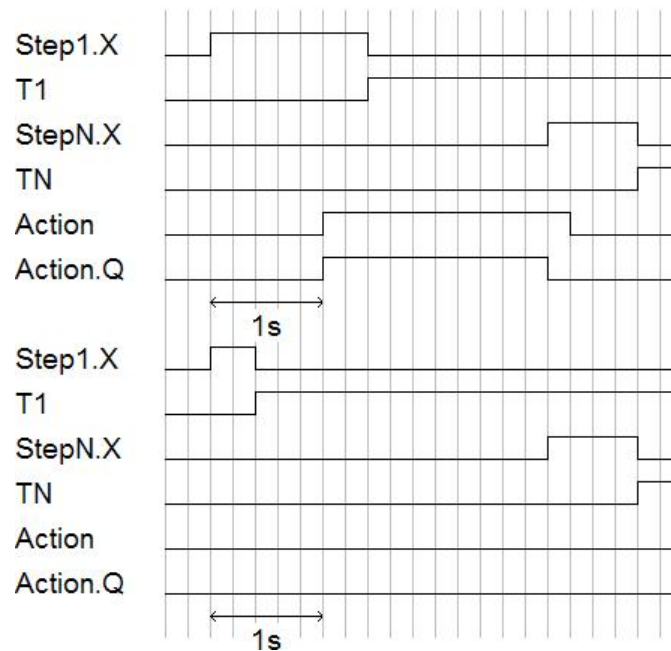 Step1.X
T1
StepN.X
TN
Action
Action.Q
1s
Step1.X
T1
StepN.X
TN
Action
Action.Q
1s